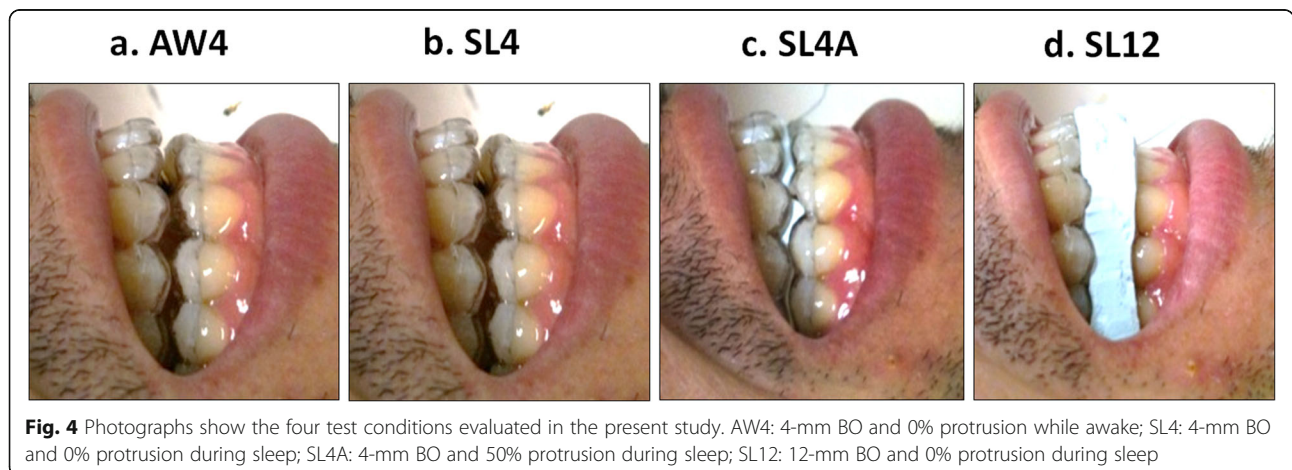 a. AW4
b. SL4
c. SL4A
d. SL12
Fig. 4 Photographs show the four test conditions evaluated in the present study. AW4: 4-mm BO and 0% protrusion while awake; SL4: 4-mm BO
and 0% protrusion during sleep; SL4A: 4-mm BO and 50% protrusion during sleep; SL12: 12-mm BO and 0% protrusion during sleep